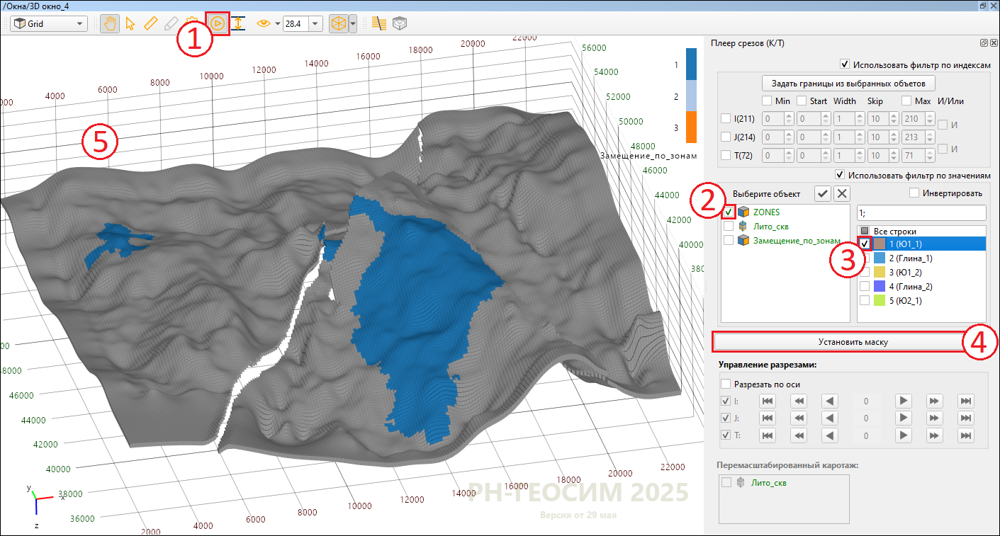 /Окна/3D окно_4
Grid
28.4
1
5
2
3
4
2000
4000
6000
8000
10000
12000
14000
16000
18000
20000
22000
56000
54000
52000
50000
48000
46000
44000
42000
40000
1
2
3
Замещение_по_зонам
48000
46000
44000
42000
40000
38000
36000
2000
4000
6000
8000
10000
12000
14000
16000
18000
20000
22000
y
x
z
РН-ГЕОСИМ 2025
Версия от 29 мая
Плеер срезов (К/Т)
Использовать фильтр по индексам
Задать границы из выбранных объетов
Min Start Width Skip Max И/Или
I(211) 0 0 1 10 210 И
J(214) 0 0 1 10 213
T(72) 0 0 1 10 71 И
Использовать фильтр по значениям
Выберите объект
Инвертировать
ZONES
Лито_скв
Замещение_по_зонам
1;
Все строки
1 (Ю1_1)
2 (Глина_1)
3 (Ю1_2)
4 (Глина_2)
5 (Ю2_1)
Установить маску
Управление разрезами:
Разрезать по оси
I: 0
J: 0
T: 0
Перемасштабированный каротаж:
Лито_скв